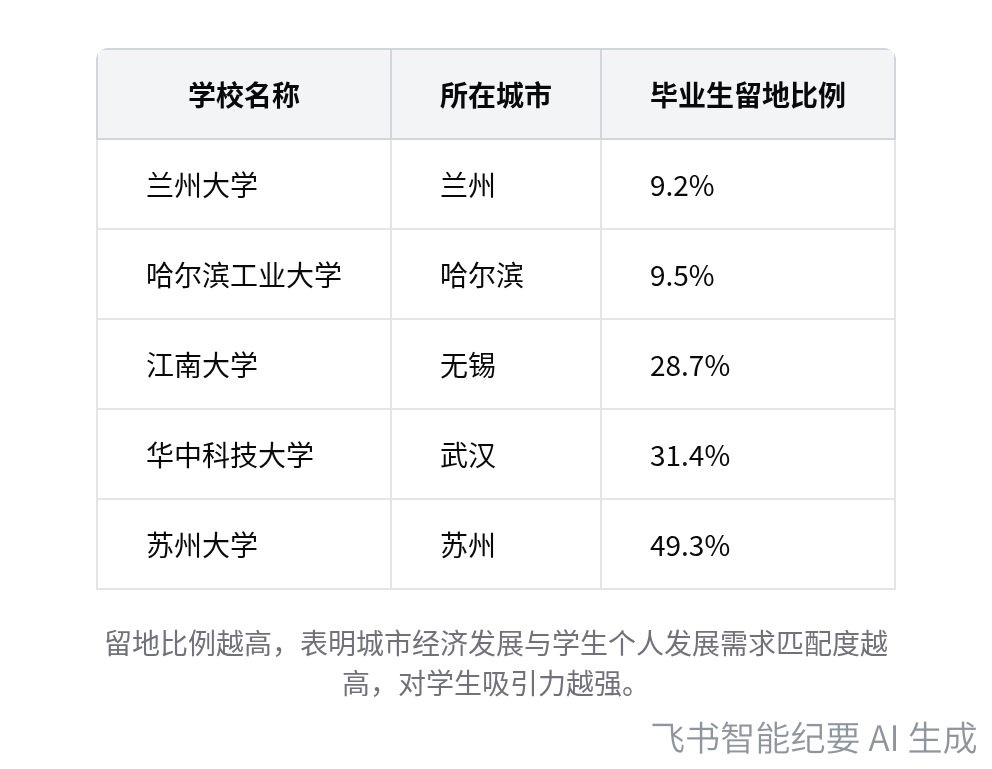 学校名称 所在城市 毕业生留地比例
兰州大学 兰州 9.2%
哈尔滨工业大学 哈尔滨 9.5%
江南大学 无锡 28.7%
华中科技大学 武汉 31.4%
苏州大学 苏州 49.3%
留地比例越高，表明城市经济发展与学生个人发展需求匹配度越
高，对学生吸引力越强。
飞书智能纪要 AI 生成